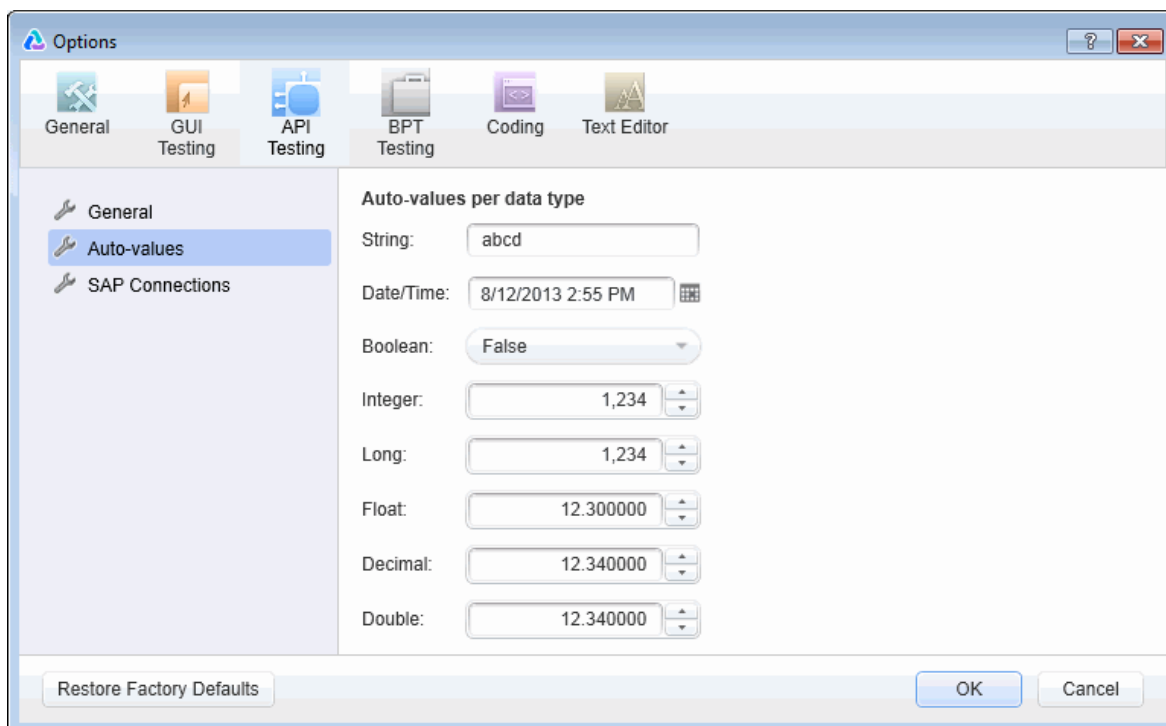 Options
General
GUI
Testing
API
Testing
BPT
Testing
Coding
Text Editor
General
Auto-values
SAP Connections
Auto-values per data type
String: abcd
Date/Time: 8/12/2013 2:55 PM
Boolean: False
Integer: 1,234
Long: 1,234
Float: 12.300000
Decimal: 12.340000
Double: 12.340000
Restore Factory Defaults
OK
Cancel